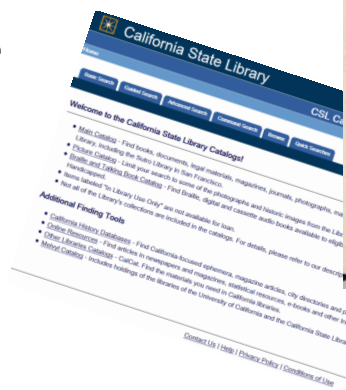 California State Library
CSL Ca
Home
Basic Search
Guided Search
Advanced Search
Command Search
Browse
Quick Searches
Welcome to the California State Library Catalogs!
• Main Catalog - Find books, documents, legal materials, magazines, journals, photographs,
Library, including the Sutro Library in San Francisco.
• Picture Catalog - Limit your search to some of the photographs and historic images from the
• Braille and Talking Book Catalog - Find Braille, digital and cassette audio books available to
Handicapped.
• Items labeled "In Library Use Only" are not available for loan.
• Not all of the Library's collections are included in the catalogs. For details, please refer to our
Additional Finding Tools
• California History Databases - Find California-focused ephemera, magazine articles, city directories and
• Online Resources - Find articles in newspapers and magazines, statistical resources, e-books and other
• Other Libraries Catalogs - CalCat. Find the materials you need in California libraries.
• Melvyl Catalog - Includes holdings of the libraries of the University of California and the California State
Contact Us | Help | Privacy Policy | Conditions of Use